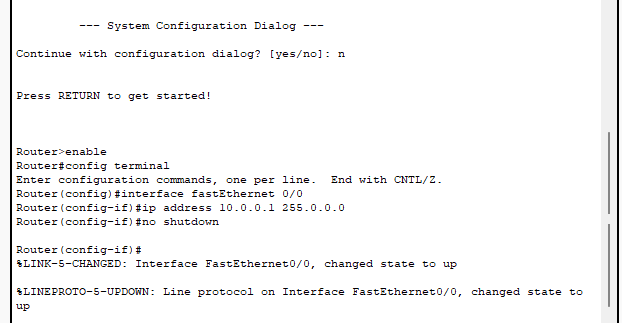 --- System Configuration Dialog ---
Continue with configuration dialog? [yes/no]: n
Press RETURN to get started!
Router>enable
Router#config terminal
Enter configuration commands, one per line.  End with CNTL/Z.
Router(config)#interface fastEthernet 0/0
Router(config-if)#ip address 10.0.0.1 255.0.0.0
Router(config-if)#no shutdown
Router(config-if)#
%LINK-5-CHANGED: Interface FastEthernet0/0, changed state to up
%LINEPROTO-5-UPDOWN: Line protocol on Interface FastEthernet0/0, changed state to
up